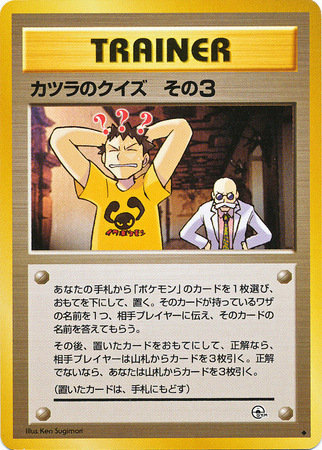 TRAINER
カツラのクイズ その3
???
あなたの手札から「ポケモン」のカードを1枚選び、
おもてを下にして、置く。そのカードが持っているワザ
の名前を1つ、相手プレイヤーに伝え、そのカードの
名前を答えてもらう。
その後、置いたカードをおもてにして、正解なら、
相手プレイヤーは山札からカードを3枚引く。正解
でないなら、あなたは山札からカードを3枚引く。
(置いたカードは、手札にもどす)
illus.Ken Sugimori